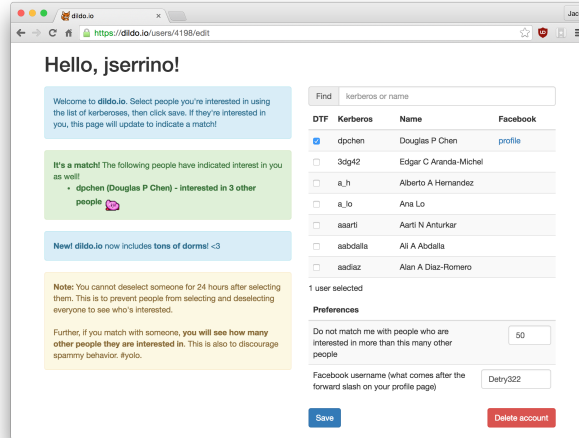 dildo.io
Jac
https://dildo.io/users/4198/edit
Hello, jserrino!
Welcome to dildo.io. Select people you're interested in using
the list of kerberoses, then click save. If they're interested in
you, this page will update to indicate a match!
It's a match! The following people have indicated interest in you
as well!
dpchen (Douglas P Chen) - interested in 3 other
people
New! dildo.io now includes tons of dorms! <3
Note: You cannot deselect someone for 24 hours after selecting
them. This is to prevent people from selecting and deselecting
everyone to see who's interested.
Further, if you match with someone, you will see how many
other people they are interested in. This is also to discourage
spammy behavior. #yolo.
Find kerberos or name
DTF Kerberos Name Facebook
dpchen Douglas P Chen profile
3dg42 Edgar C Aranda-Michel
a_h Alberto A Hernandez
a_lo Ana Lo
aaarti Aarti N Anturkar
aabdalla Ali A Abdalla
aadiaz Alan A Diaz-Romero
1 user selected
Preferences
Do not match me with people who are
interested in more than this many other
people
50
Facebook username (what comes after the
forward slash on your profile page)
Detry322
Save
Delete account